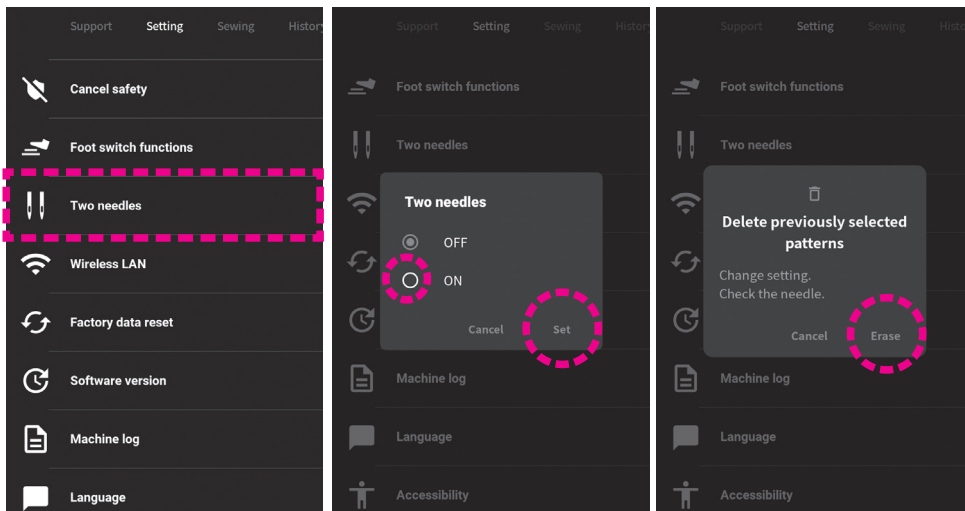 Support Setting Sewing History
Cancel safety
Foot switch functions
Two needles
Wireless LAN
Factory data reset
Software version
Machine log
Language
Support Setting Sewing
Foot switch functions
Two needles
Two needles
OFF
ON
Cancel Set
Machine log
Language
Accessibility
Support Setting Sewing
Foot switch functions
Two needles
Delete previously selected
patterns
Change setting.
Check the needle.
Cancel Erase
Machine log
Language
Accessibility